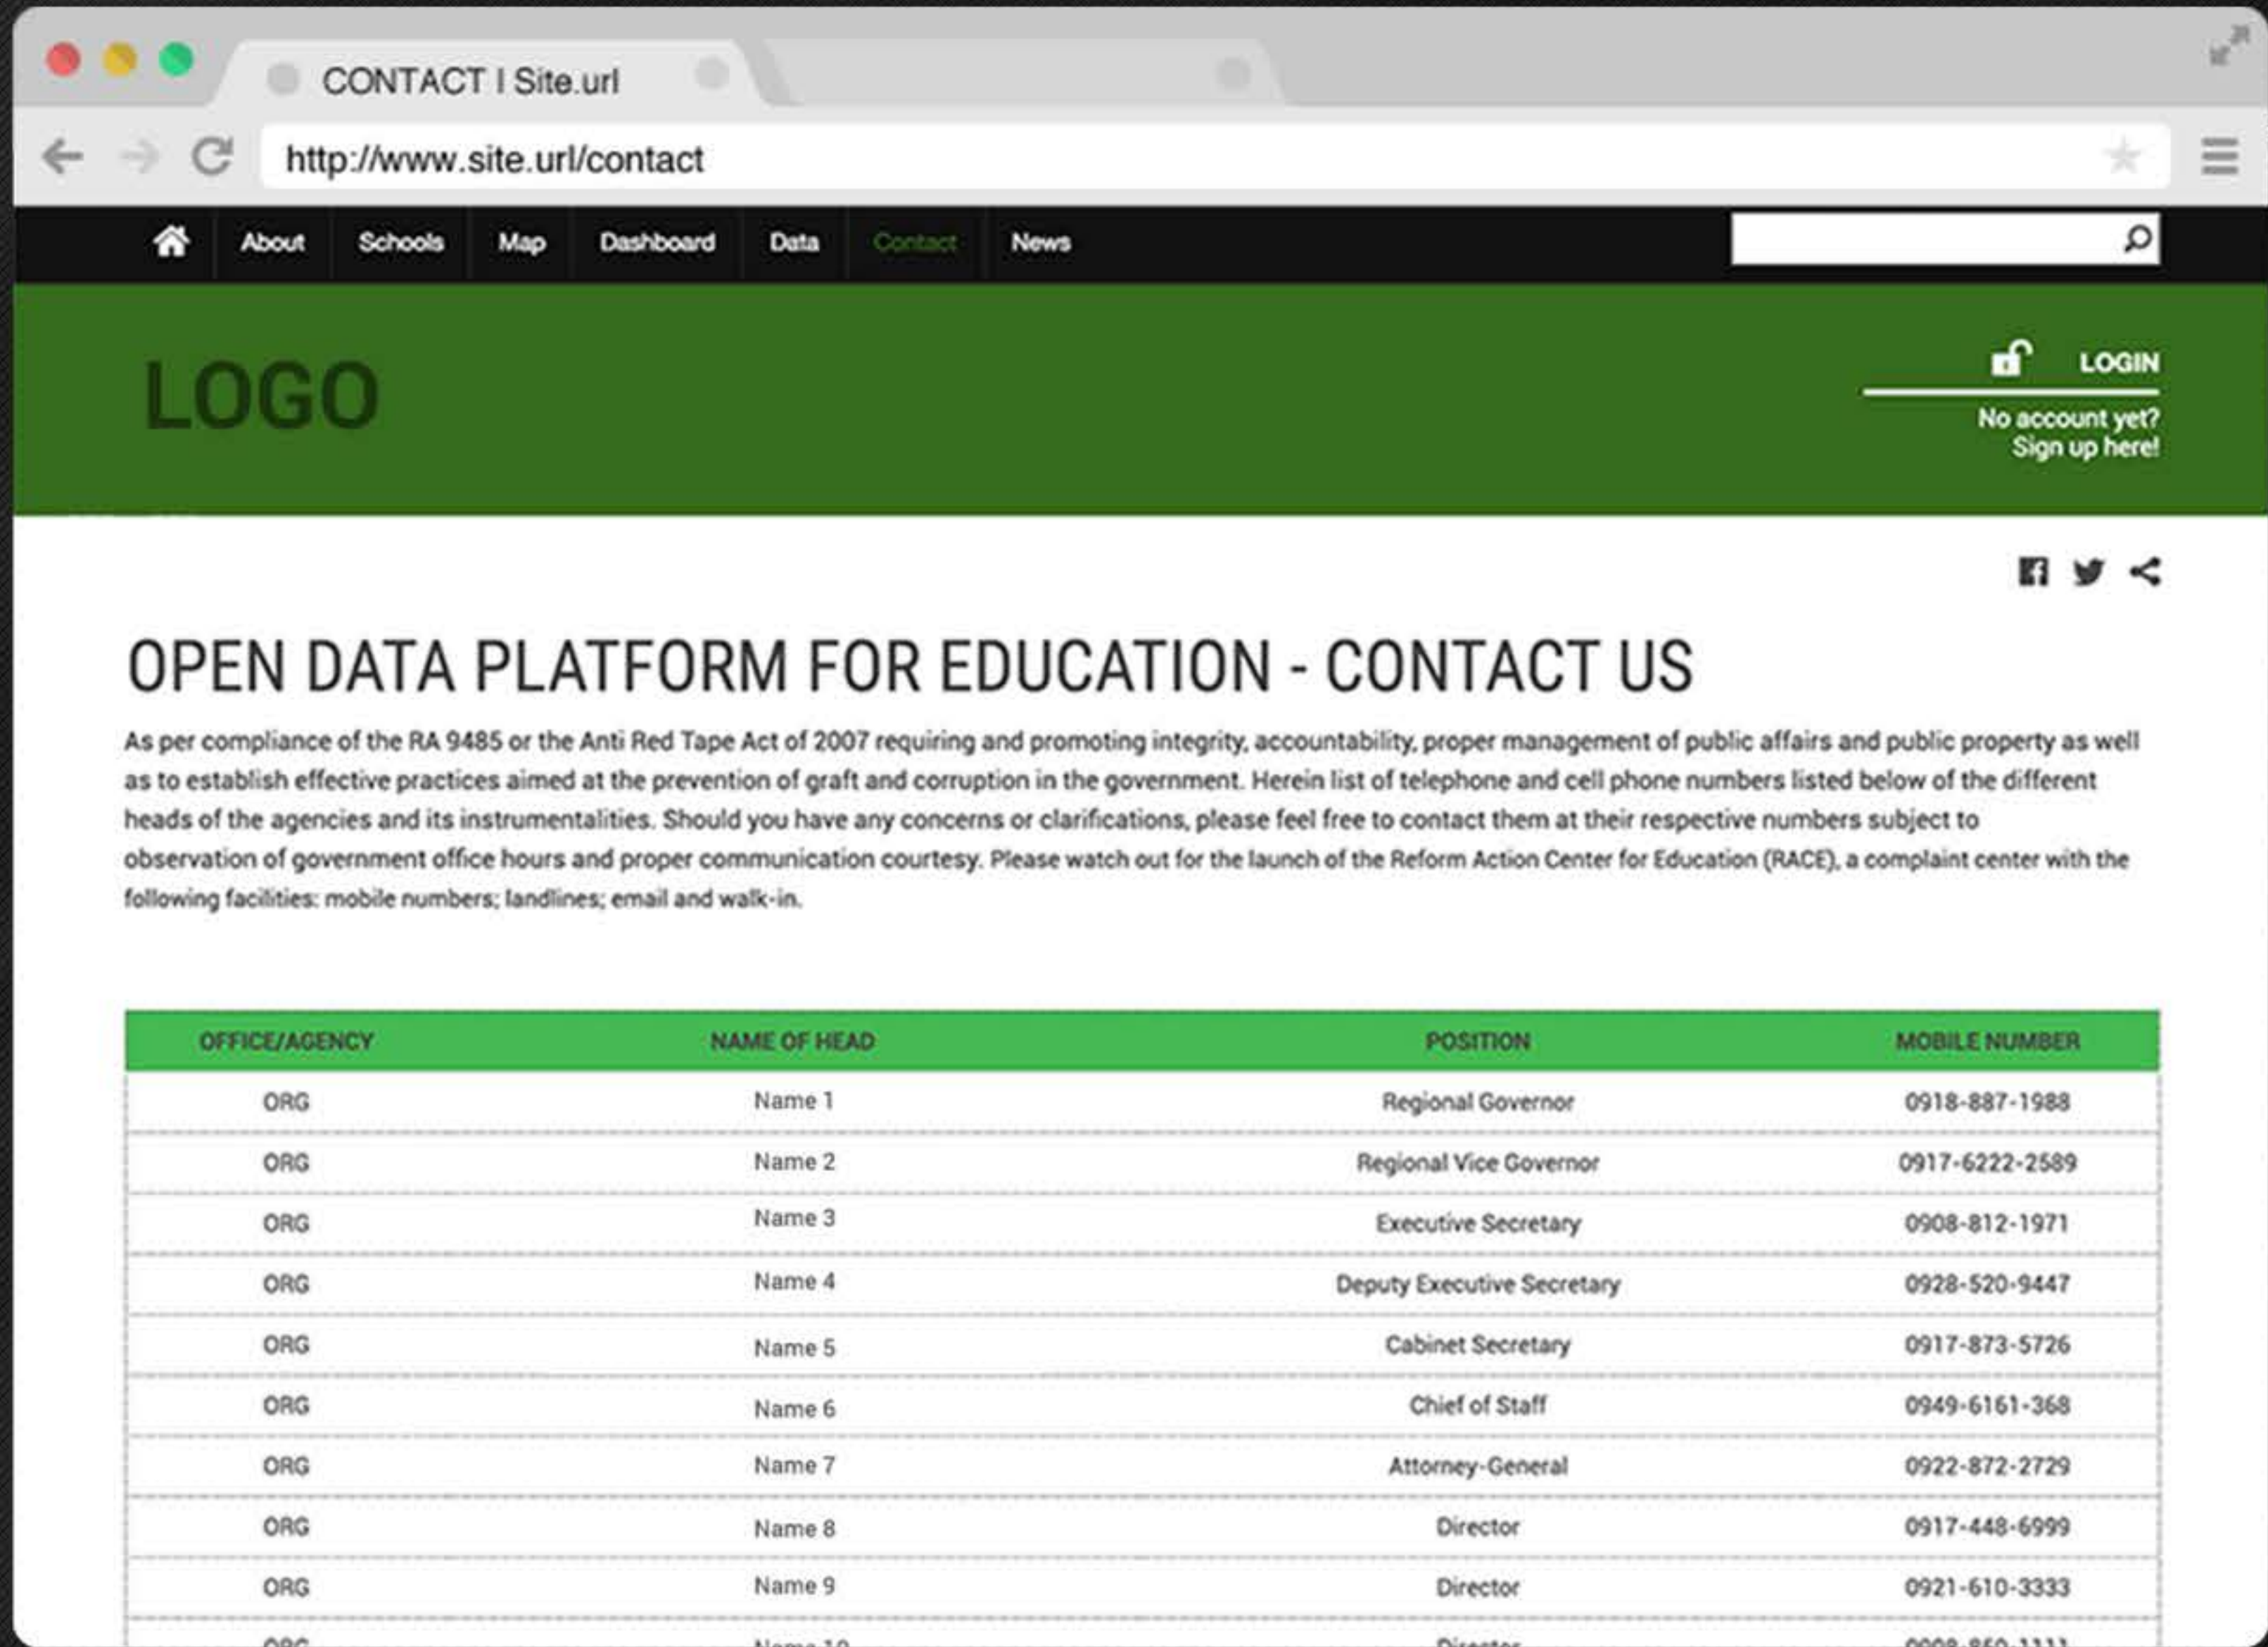 CONTACT | Site.url
http://www.site.url/contact
About Schools Map Dashboard Data Contact News
LOGO
LOGIN
No account yet?
Sign up here!
OPEN DATA PLATFORM FOR EDUCATION - CONTACT US
As per compliance of the RA 9485 or the Anti Red Tape Act of 2007 requiring and promoting integrity, accountability, proper management of public affairs and public property as well
as to establish effective practices aimed at the prevention of graft and corruption in the government. Herein list of telephone and cell phone numbers listed below of the different
heads of the agencies and its instrumentalities. Should you have any concerns or clarifications, please feel free to contact them at their respective numbers subject to
observation of government office hours and proper communication courtesy. Please watch out for the launch of the Reform Action Center for Education (RACE), a complaint center with the
following facilities: mobile numbers; landlines; email and walk-in.
OFFICE/AGENCY NAME OF HEAD POSITION MOBILE NUMBER
ORG Name 1 Regional Governor 0918-887-1988
ORG Name 2 Regional Vice Governor 0917-6222-2589
ORG Name 3 Executive Secretary 0908-812-1971
ORG Name 4 Deputy Executive Secretary 0928-520-9447
ORG Name 5 Cabinet Secretary 0917-873-5726
ORG Name 6 Chief of Staff 0949-6161-368
ORG Name 7 Attorney-General 0922-872-2729
ORG Name 8 Director 0917-448-6999
ORG Name 9 Director 0921-610-3333
ORG Name 10 Director